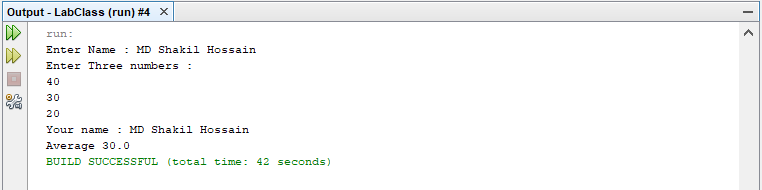 Output - LabClass (run) #4
run:
Enter Name : MD Shakil Hossain
Enter Three numbers :
40
30
20
Your name : MD Shakil Hossain
Average 30.0
BUILD SUCCESSFUL (total time: 42 seconds)